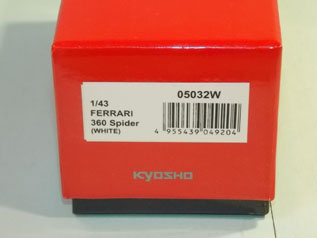 1/43
FERRARI
360 Spider
(WHITE)
05032W
4 955439 049204
KYOSHO